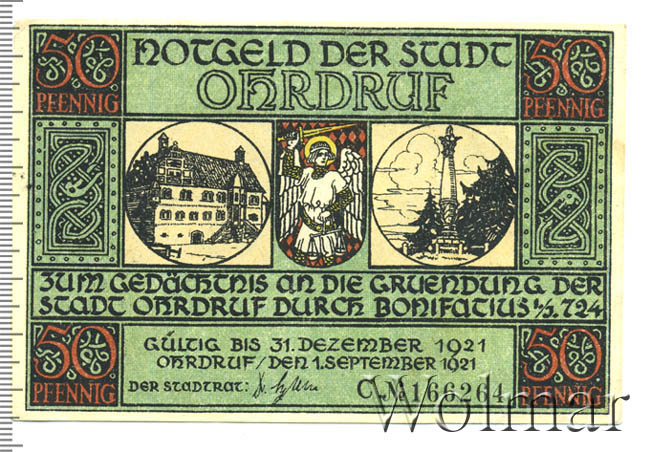 50 PFENNIG
NOTGELD DER STADT
OHRDRUF
50 PFENNIG
ZUM GEDÄCHTNIS AN DIE GRUENDUNG DER
STADT OHRDRUF DURCH BONIFATIUS 1/3. 724
50 PFENNIG
GÜLTIG BIS 31. DEZEMBER 1921
OHRDRUF/DEN 1. SEPTEMBER 1921
DER STADTRAT:
C № 166264
50 PFENNIG
Wolmar